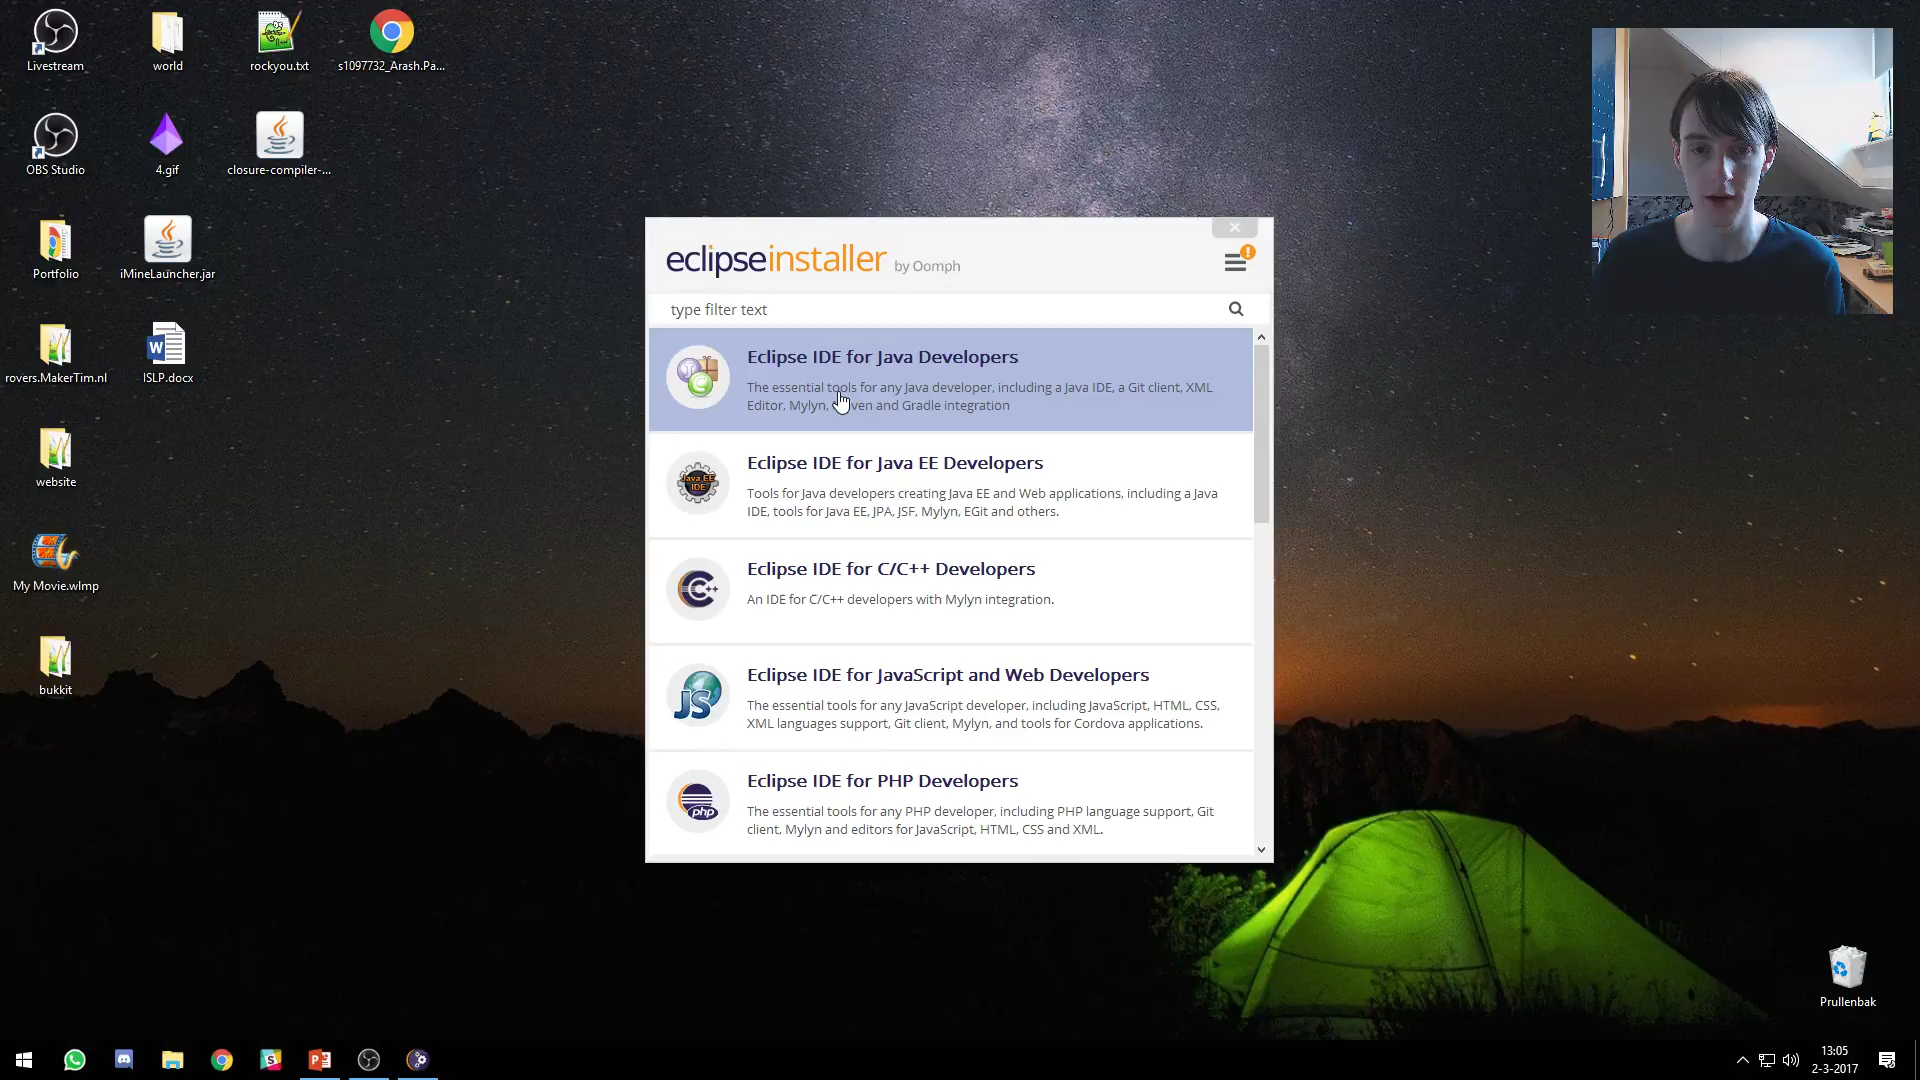 Livestream
world
rockyou.txt
s1097732_Arash.Pa...
OBS Studio
4.gif
closure-compiler-...
Portfolio
iMineLauncher.jar
rovers.MakerTim.nl
ISLP.docx
website
My Movie.wlmp
bukkit
eclipseinstaller by Oomph
type filter text
Eclipse IDE for Java Developers
The essential tools for any Java developer, including a Java IDE, a Git client, XML
Editor, Mylyn, ven and Gradle integration
Java EE
IDE
Eclipse IDE for Java EE Developers
Tools for Java developers creating Java EE and Web applications, including a Java
IDE, tools for Java EE, JPA, JSF, Mylyn, EGit and others.
C++
Eclipse IDE for C/C++ Developers
An IDE for C/C++ developers with Mylyn integration.
JS
Eclipse IDE for JavaScript and Web Developers
The essential tools for any JavaScript developer, including JavaScript, HTML, CSS,
XML languages support, Git client, Mylyn, and tools for Cordova applications.
php
Eclipse IDE for PHP Developers
The essential tools for any PHP developer, including PHP language support, Git
client, Mylyn and editors for JavaScript, HTML, CSS and XML.
Prullenbak
13:05
2-3-2017